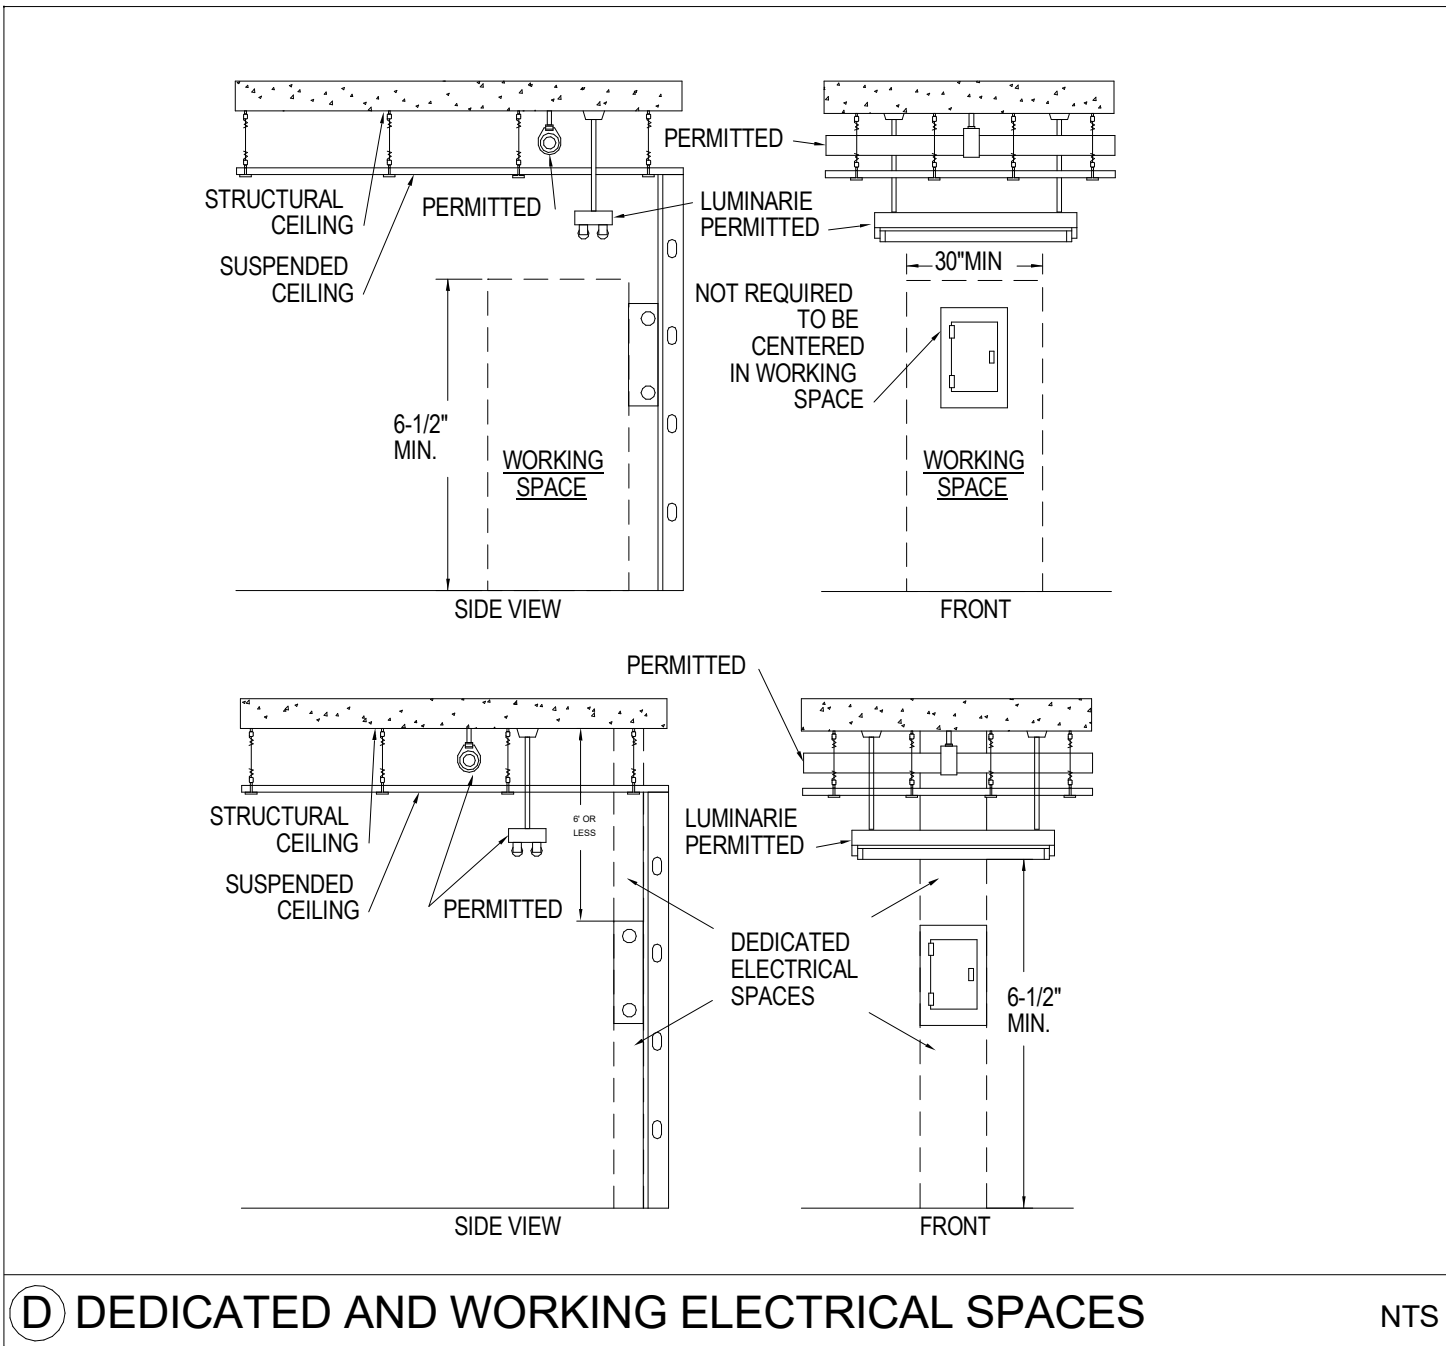 PERMITTED
STRUCTURAL
CEILING
PERMITTED
LUMINARIE
PERMITTED
SUSPENDED
CEILING
30"MIN
NOT REQUIRED
TO BE
CENTERED
IN WORKING
SPACE
6-1/2"
MIN.
WORKING
SPACE
WORKING
SPACE
SIDE VIEW
FRONT
PERMITTED
STRUCTURAL
CEILING
6' OR
LESS
LUMINARIE
PERMITTED
SUSPENDED
CEILING
PERMITTED
DEDICATED
ELECTRICAL
SPACES
6-1/2"
MIN.
SIDE VIEW
FRONT
D DEDICATED AND WORKING ELECTRICAL SPACES
NTS